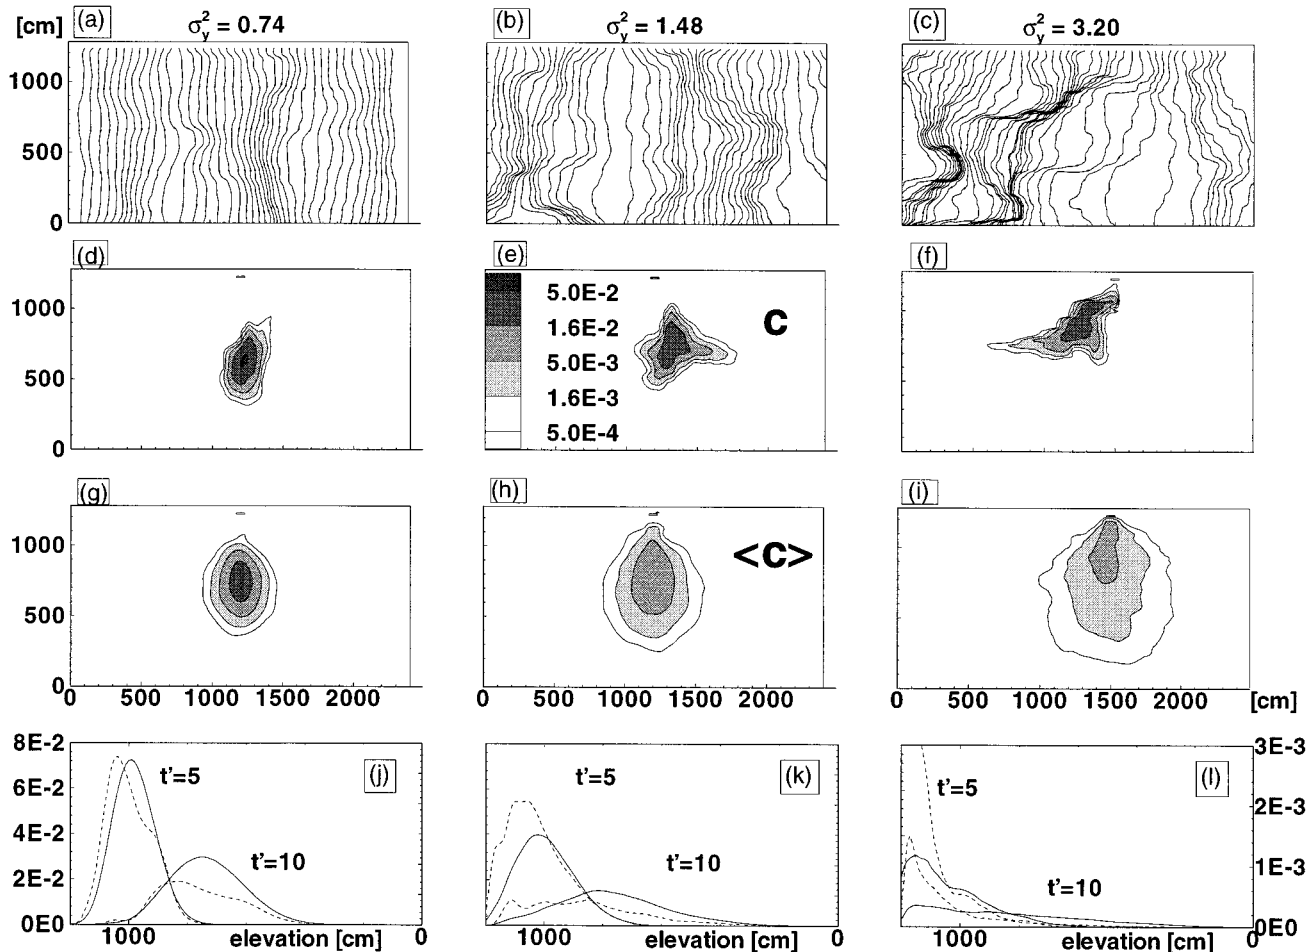 [cm] (a) σ²y = 0.74 (b) σ²y = 1.48 (c) σ²y = 3.20
1000
500
0
(d) (e) (f)
1000
500
0
5.0E-2
1.6E-2
5.0E-3
1.6E-3
5.0E-4
c
(g) (h) (i)
1000
500
0
<c>
0 500 1000 1500 2000 0 500 1000 1500 2000 0 500 1000 1500 2000 [cm]
8E-2
6E-2
4E-2
2E-2
0E0
t'=5 (j)
t'=10
1000 elevation [cm] 0
t'=5 (k)
t'=10
1000 elevation [cm] 0
t'=5 (l)
t'=10
1000 elevation [cm]
3E-3
2E-3
1E-3
0E-3